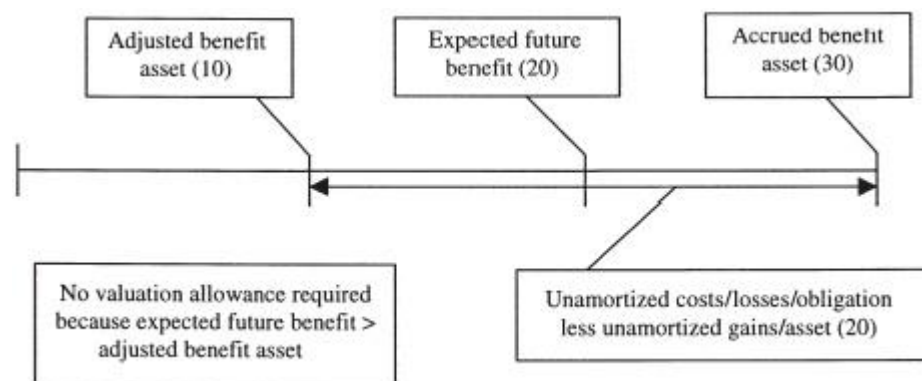 Adjusted benefit
asset (10)
Expected future
benefit (20)
Accrued benefit
asset (30)
No valuation allowance required
because expected future benefit >
adjusted benefit asset
Unamortized costs/losses/obligation
less unamortized gains/asset (20)